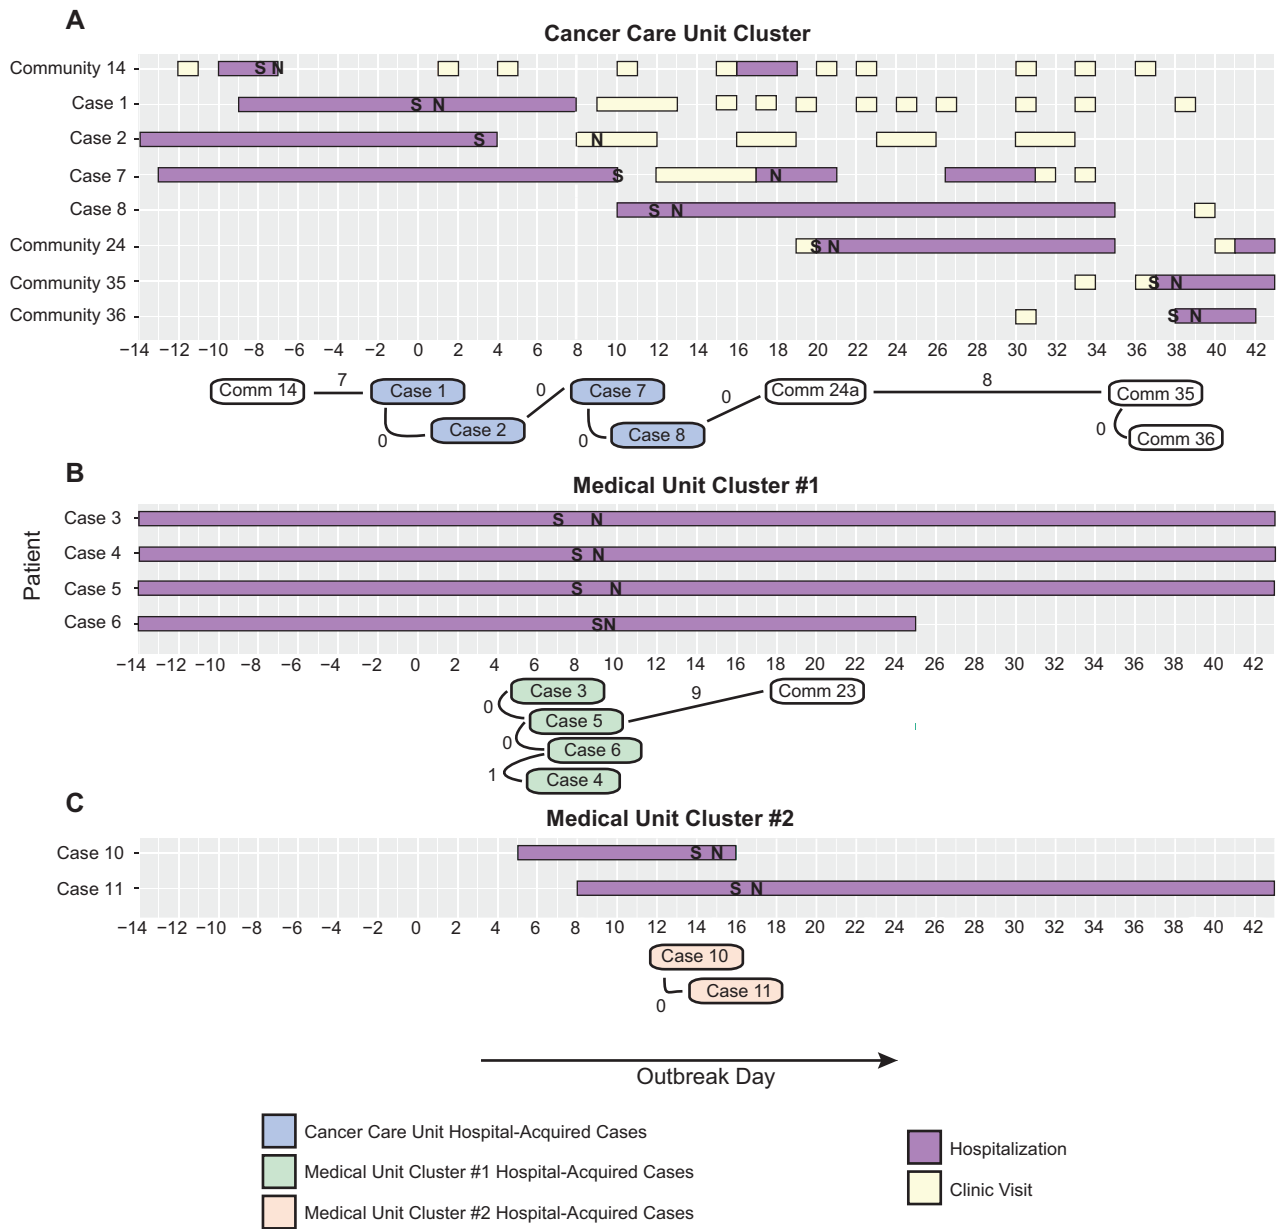 A
Cancer Care Unit Cluster
Community 14 S N
Case 1 S N
Case 2 S N
Case 7 S N
Case 8 S N
Community 24 S N
Community 35 S N
Community 36 S N
−14 −12 −10 −8 −6 −4 −2 0 2 4 6 8 10 12 14 16 18 20 22 24 26 28 30 32 34 36 38 40 42
Comm 14 7 Case 1 0 Case 7 0 Comm 24a 8 Comm 35
0 Case 2 0 Case 8 0 Comm 36
B
Medical Unit Cluster #1
Patient
Case 3 S N
Case 4 S N
Case 5 S N
Case 6 S N
−14 −12 −10 −8 −6 −4 −2 0 2 4 6 8 10 12 14 16 18 20 22 24 26 28 30 32 34 36 38 40 42
Case 3 9 Comm 23
0 Case 5
0 Case 6
1 Case 4
C
Medical Unit Cluster #2
Case 10 S N
Case 11 S N
−14 −12 −10 −8 −6 −4 −2 0 2 4 6 8 10 12 14 16 18 20 22 24 26 28 30 32 34 36 38 40 42
Case 10
0 Case 11
Outbreak Day
Cancer Care Unit Hospital-Acquired Cases
Medical Unit Cluster #1 Hospital-Acquired Cases
Medical Unit Cluster #2 Hospital-Acquired Cases
Hospitalization
Clinic Visit